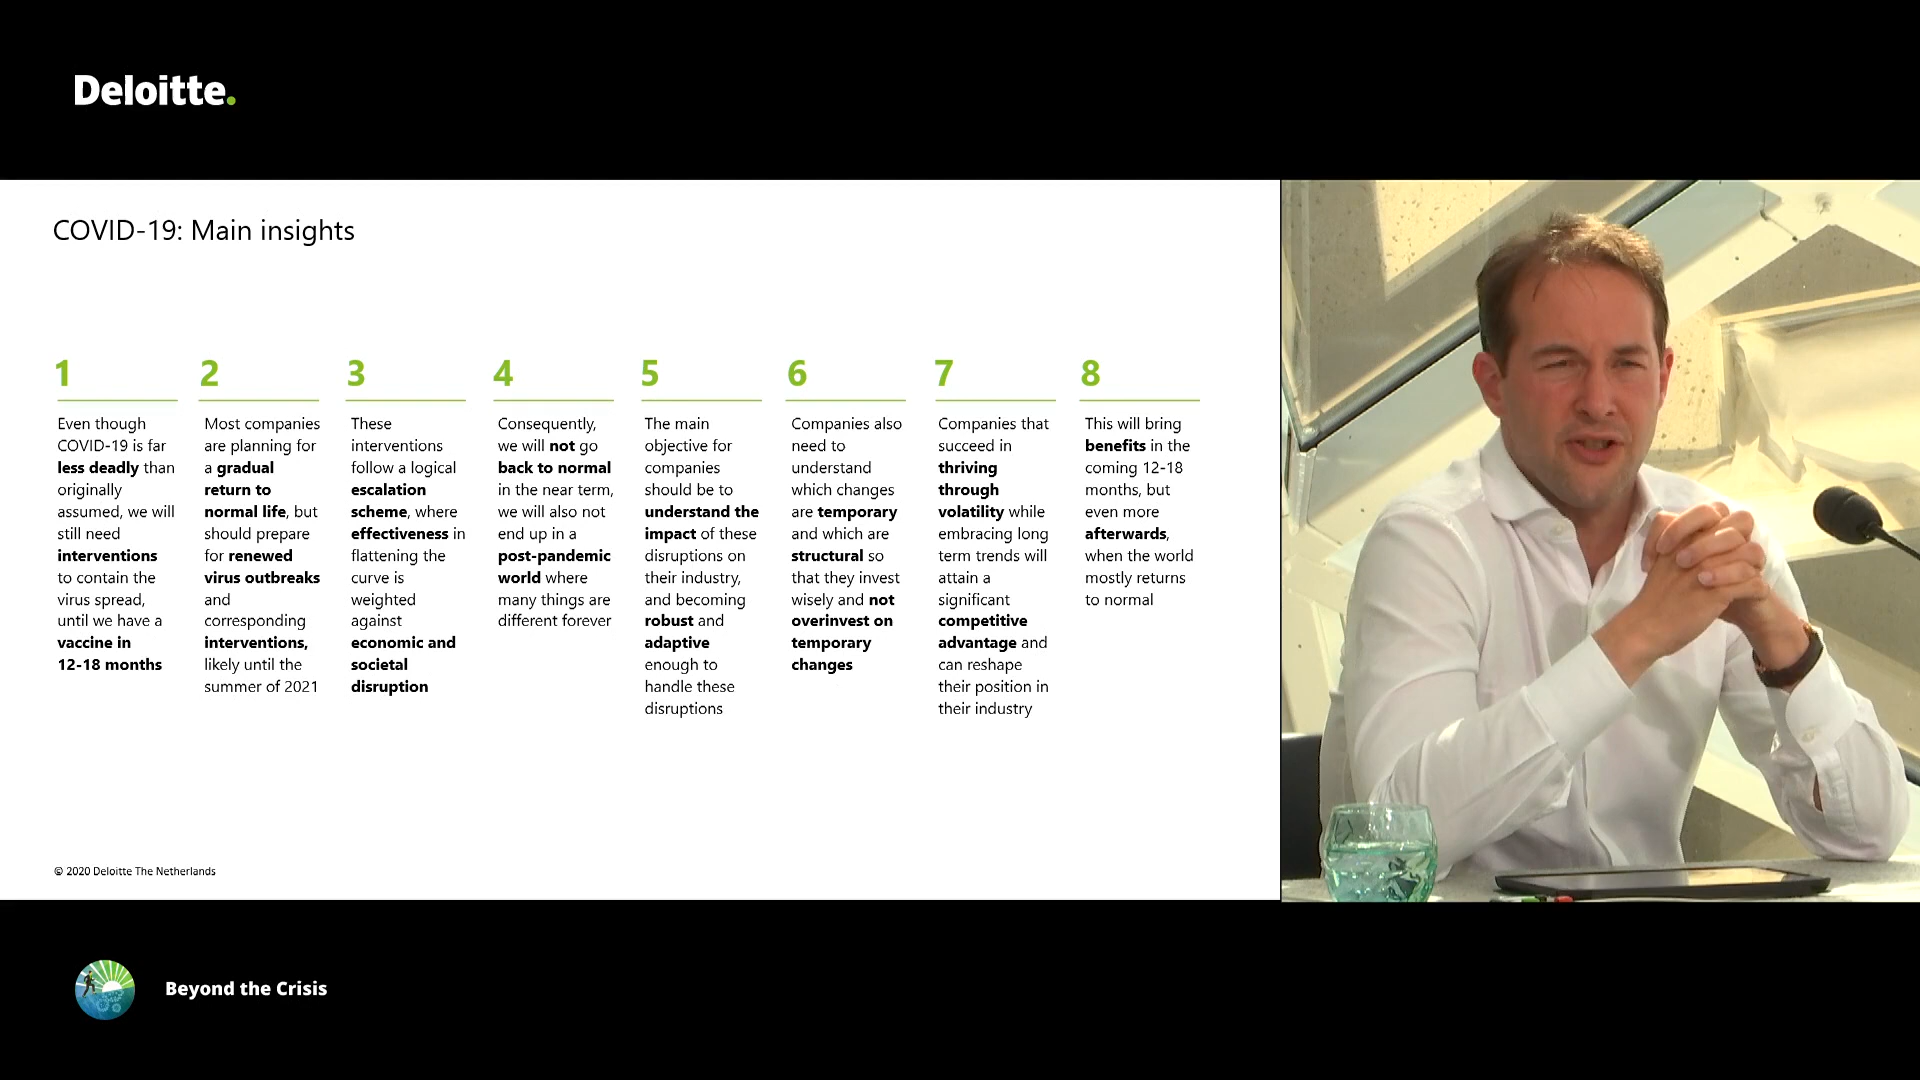 Deloitte.
COVID-19: Main insights
1
Even though
COVID-19 is far
less deadly than
originally
assumed, we will
still need
interventions
to contain the
virus spread,
until we have a
vaccine in
12-18 months
2
Most companies
are planning for
a gradual
return to
normal life, but
should prepare
for renewed
virus outbreaks
and
corresponding
interventions,
likely until the
summer of 2021
3
These
interventions
follow a logical
escalation
scheme, where
effectiveness in
flattening the
curve is
weighted
against
economic and
societal
disruption
4
Consequently,
we will not go
back to normal
in the near term,
we will also not
end up in a
post-pandemic
world where
many things are
different forever
5
The main
objective for
companies
should be to
understand the
impact of these
disruptions on
their industry,
and becoming
robust and
adaptive
enough to
handle these
disruptions
6
Companies also
need to
understand
which changes
are temporary
and which are
structural so
that they invest
wisely and not
overinvest on
temporary
changes
7
Companies that
succeed in
thriving
through
volatility while
embracing long
term trends will
attain a
significant
competitive
advantage and
can reshape
their position in
their industry
8
This will bring
benefits in the
coming 12-18
months, but
even more
afterwards,
when the world
mostly returns
to normal
© 2020 Deloitte The Netherlands
Beyond the Crisis